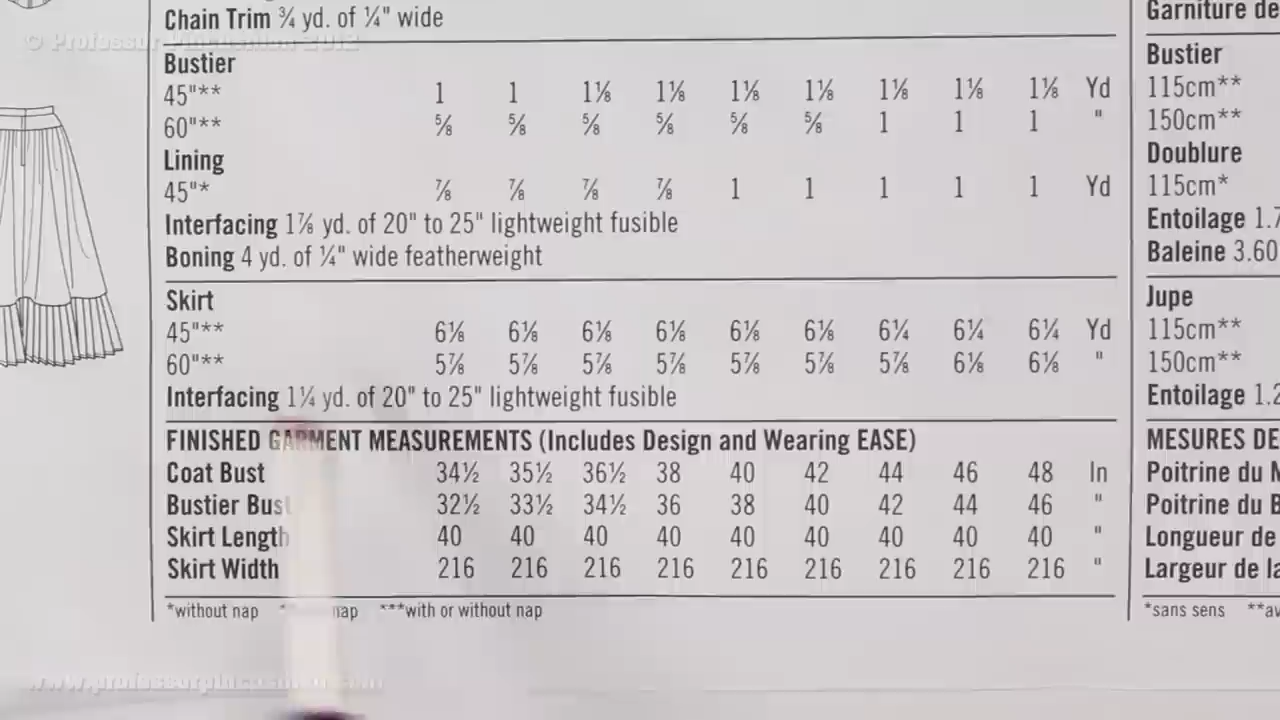 Chain Trim ¾ yd. of ¼" wide
© Professor Pincushion 2012
Bustier
45"** 1 1 1⅛ 1⅛ 1⅛ 1⅛ 1⅛ 1⅛ 1⅛ Yd
60"** ⅝ ⅝ ⅝ ⅝ ⅝ ⅝ 1 1 1 "
Lining
45"* ⅞ ⅞ ⅞ ⅞ 1 1 1 1 1 Yd
Interfacing 1⅞ yd. of 20" to 25" lightweight fusible
Boning 4 yd. of ¼" wide featherweight
Skirt
45"** 6⅛ 6⅛ 6⅛ 6⅛ 6⅛ 6⅛ 6¼ 6¼ 6¼ Yd
60"** 5⅞ 5⅞ 5⅞ 5⅞ 5⅞ 5⅞ 5⅞ 6⅛ 6⅛ "
Interfacing 1¼ yd. of 20" to 25" lightweight fusible
FINISHED GARMENT MEASUREMENTS (Includes Design and Wearing EASE)
Coat Bust 34½ 35½ 36½ 38 40 42 44 46 48 In
Bustier Bust 32½ 33½ 34½ 36 38 40 42 44 46 "
Skirt Length 40 40 40 40 40 40 40 40 40 "
Skirt Width 216 216 216 216 216 216 216 216 216 "
*without nap nap ***with or without nap
Garniture de
Bustier
115cm**
150cm**
Doublure
115cm*
Entoilage 1.7
Baleine 3.60
Jupe
115cm**
150cm**
Entoilage 1.2
MESURES DE
Poitrine du M
Poitrine du B
Longueur de
Largeur de la
*sans sens **av
www.professorpincushion.com